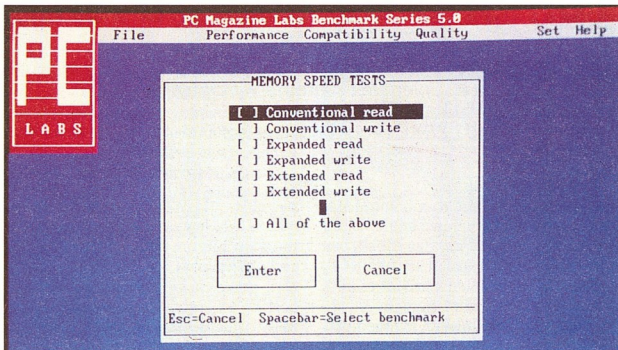 PC Magazine Labs Benchmark Series 5.0
File Performance Compatibility Quality Set Help
PC
LABS
MEMORY SPEED TESTS
[ ] Conventional read
[ ] Conventional write
[ ] Expanded read
[ ] Expanded write
[ ] Extended read
[ ] Extended write
[ ] All of the above
Enter Cancel
Esc=Cancel Spacebar=Select benchmark